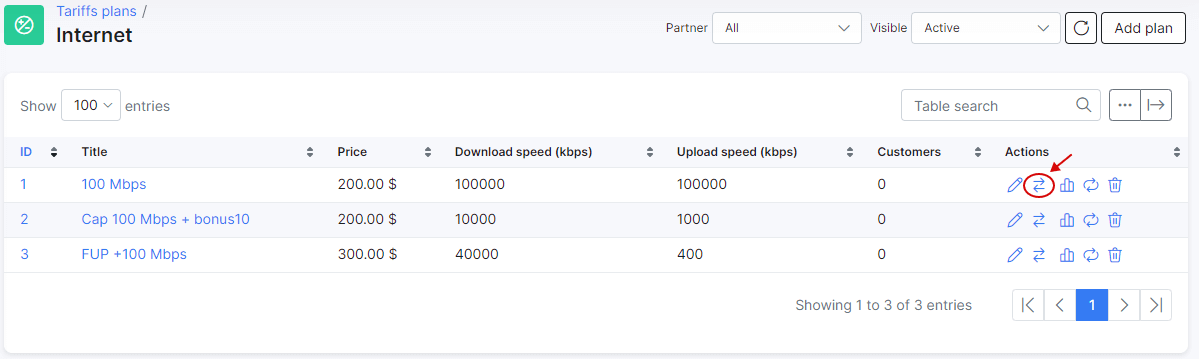 Tariffs plans /
Internet
Partner All Visible Active Add plan
Show 100 entries Table search
ID Title Price Download speed (kbps) Upload speed (kbps) Customers Actions
1 100 Mbps 200.00 $ 100000 100000 0
2 Cap 100 Mbps + bonus10 200.00 $ 10000 1000 0
3 FUP +100 Mbps 300.00 $ 40000 400 0
Showing 1 to 3 of 3 entries 1